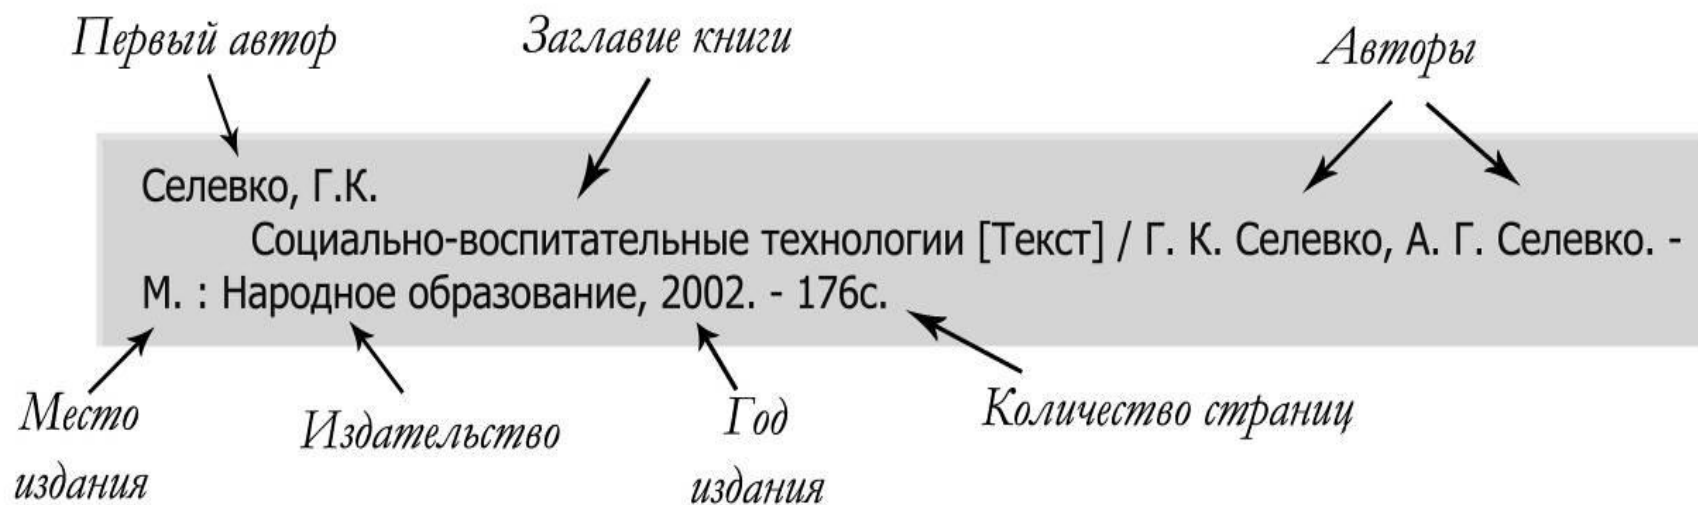 Первый автор
Заглавие книги
Авторы
Селевко, Г.К.
Социально-воспитательные технологии [Текст] / Г. К. Селевко, А. Г. Селевко. -
М. : Народное образование, 2002. - 176с.
Место
издания
Издательство
Год
издания
Количество страниц